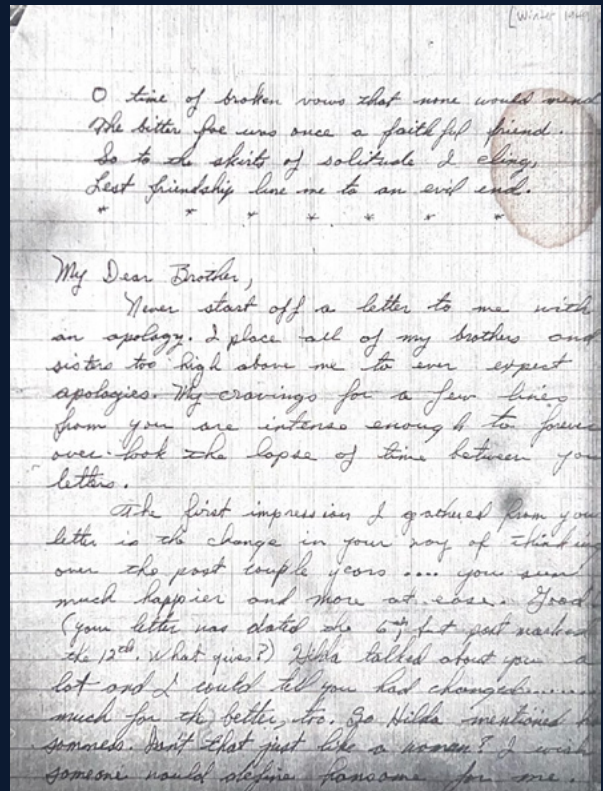 [Winter
O time of broken vows that none would mend
The bitter foe was once a faithful friend.
So to the skirts of solitude I cling,
Lest friendship lure me to an evil end.
* * * * * * *
My Dear Brother,
Never start off a letter to me with
an apology. I place all of my brothers and
sisters too high above me to ever expect
apologies. My cravings for a few lines
from you are intense enough to
over-look the lapse of time between you
letters.
The first impression I gathered from you
letter is the change in your way of thinking
over the past couple years .... you seem
much happier and more at ease. Good
(your letter was dated the 6th, but post marked
the 12th. What gives?) Hilda talked about you a
lot and I could tell you had changed........
much for the better, too. So Hilda mentioned
someness. Isn't that just like a woman? I wish
someone would define hansome for me.